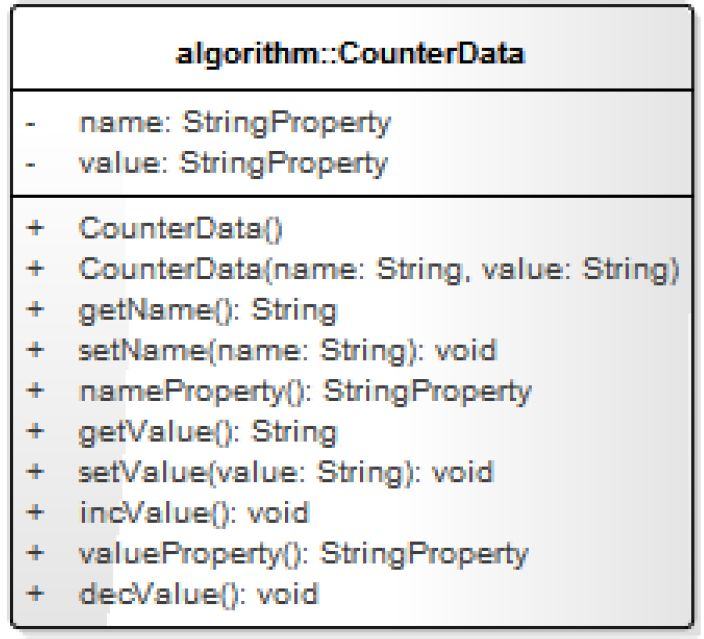 algorithm::CounterData
- name: StringProperty
- value: StringProperty
+ CounterData()
+ CounterData(name: String, value: String)
+ getName(): String
+ setName(name: String): void
+ nameProperty(): StringProperty
+ getValue(): String
+ setValue(value: String): void
+ incValue(): void
+ valueProperty(): StringProperty
+ decValue(): void